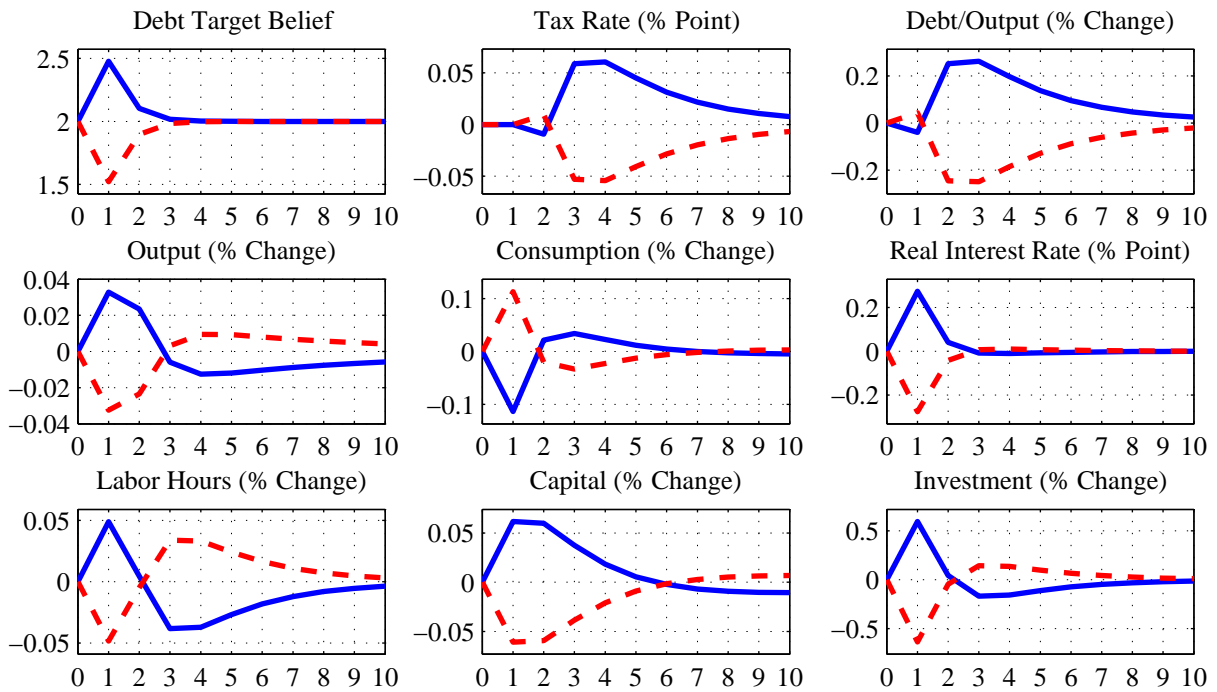 Debt Target Belief
2.5
2
1.5
0 1 2 3 4 5 6 7 8 9 10
Tax Rate (% Point)
0.05
0
−0.05
0 1 2 3 4 5 6 7 8 9 10
Debt/Output (% Change)
0.2
0
−0.2
0 1 2 3 4 5 6 7 8 9 10
Output (% Change)
0.04
0.02
0
−0.02
−0.04
0 1 2 3 4 5 6 7 8 9 10
Consumption (% Change)
0.1
0
−0.1
0 1 2 3 4 5 6 7 8 9 10
Real Interest Rate (% Point)
0.2
0
−0.2
0 1 2 3 4 5 6 7 8 9 10
Labor Hours (% Change)
0.05
0
−0.05
0 1 2 3 4 5 6 7 8 9 10
Capital (% Change)
0.05
0
−0.05
0 1 2 3 4 5 6 7 8 9 10
Investment (% Change)
0.5
0
−0.5
0 1 2 3 4 5 6 7 8 9 10